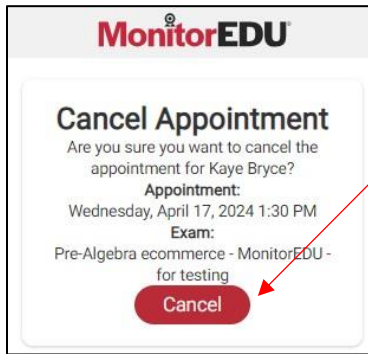 MonitorEDU
Cancel Appointment
Are you sure you want to cancel the
appointment for Kaye Bryce?
Appointment:
Wednesday, April 17, 2024 1:30 PM
Exam:
Pre-Algebra ecommerce - MonitorEDU -
for testing
Cancel